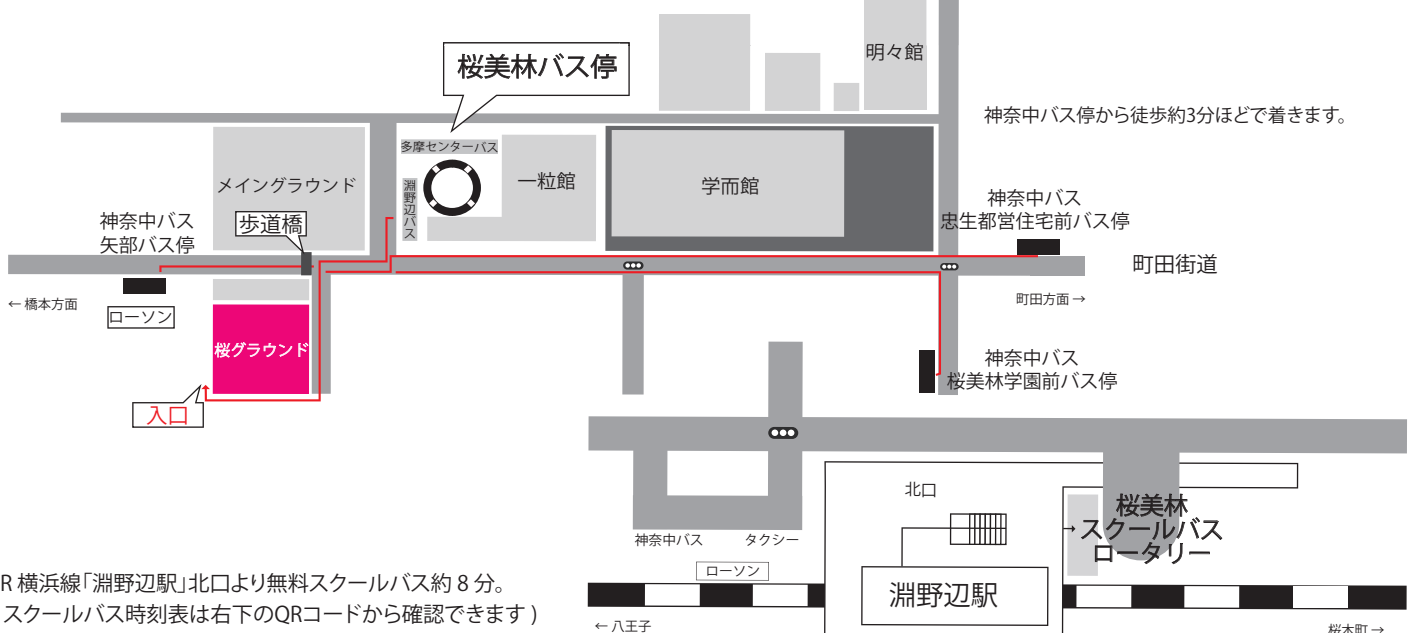 明々館
桜美林バス停
神奈中バス停から徒歩約3分ほどで着きます。
多摩センターバス
淵野辺バス
一粒館
学而館
メイングラウンド
歩道橋
神奈中バス
矢部バス停
神奈中バス
忠生都営住宅前バス停
町田街道
←橋本方面
ローソン
町田方面→
桜グラウンド
入口
神奈中バス
桜美林学園前バス停
北口
桜美林
スクールバス
ロータリー
神奈中バス
タクシー
ローソン
淵野辺駅
R 横浜線「淵野辺駅」北口より無料スクールバス約 8 分。
スクールバス時刻表は右下のQRコードから確認できます )
←八王子
桜木町→